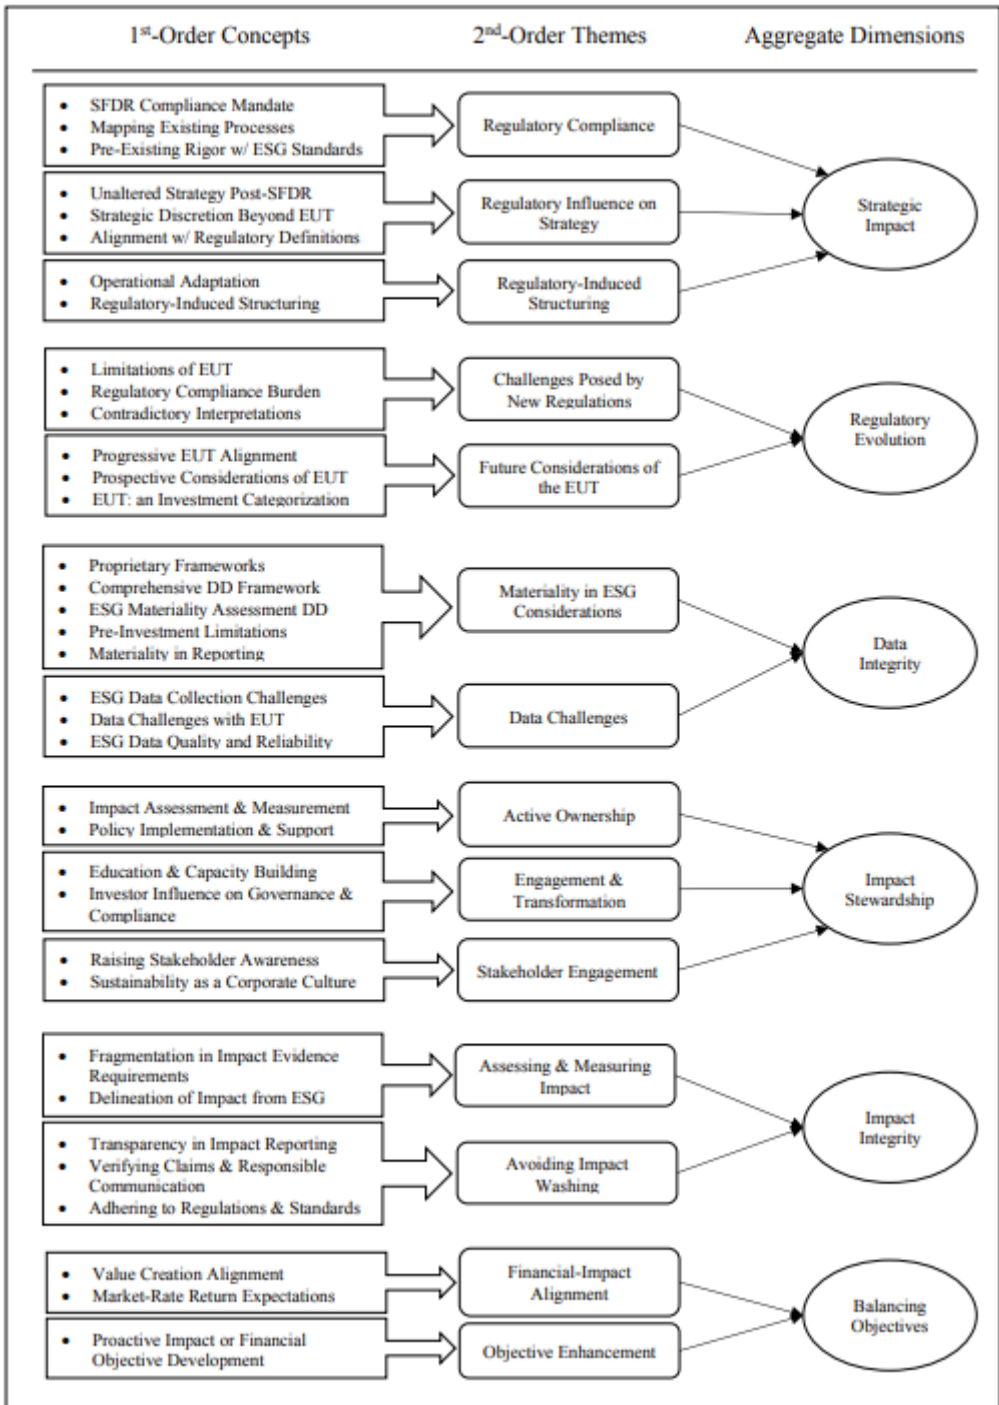 1st-Order Concepts
2nd-Order Themes
Aggregate Dimensions
• SFDR Compliance Mandate
• Mapping Existing Processes
• Pre-Existing Rigor w/ ESG Standards
Regulatory Compliance
• Unaltered Strategy Post-SFDR
• Strategic Discretion Beyond EUT
• Alignment w/ Regulatory Definitions
Regulatory Influence on
Strategy
• Operational Adaptation
• Regulatory-Induced Structuring
Regulatory-Induced
Structuring
Strategic
Impact
• Limitations of EUT
• Regulatory Compliance Burden
• Contradictory Interpretations
Challenges Posed by
New Regulations
• Progressive EUT Alignment
• Prospective Considerations of EUT
• EUT: an Investment Categorization
Future Considerations of
the EUT
Regulatory
Evolution
• Proprietary Frameworks
• Comprehensive DD Framework
• ESG Materiality Assessment DD
• Pre-Investment Limitations
• Materiality in Reporting
Materiality in ESG
Considerations
• ESG Data Collection Challenges
• Data Challenges with EUT
• ESG Data Quality and Reliability
Data Challenges
Data
Integrity
• Impact Assessment & Measurement
• Policy Implementation & Support
Active Ownership
• Education & Capacity Building
• Investor Influence on Governance &
Compliance
Engagement &
Transformation
• Raising Stakeholder Awareness
• Sustainability as a Corporate Culture
Stakeholder Engagement
Impact
Stewardship
• Fragmentation in Impact Evidence
Requirements
• Delineation of Impact from ESG
Assessing & Measuring
Impact
• Transparency in Impact Reporting
• Verifying Claims & Responsible
Communication
• Adhering to Regulations & Standards
Avoiding Impact
Washing
Impact
Integrity
• Value Creation Alignment
• Market-Rate Return Expectations
Financial-Impact
Alignment
• Proactive Impact or Financial
Objective Development
Objective Enhancement
Balancing
Objectives